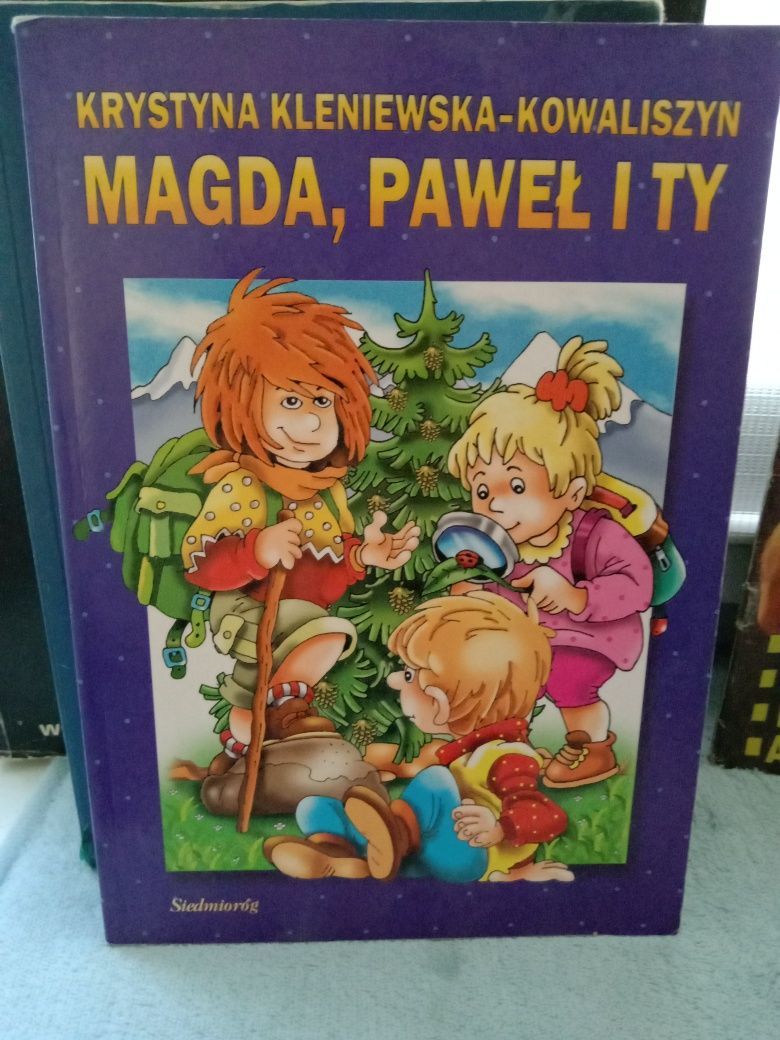 KRYSTYNA KLENIEWSKA-KOWALISZYN
MAGDA, PAWEŁ I TY
Siedmioróg